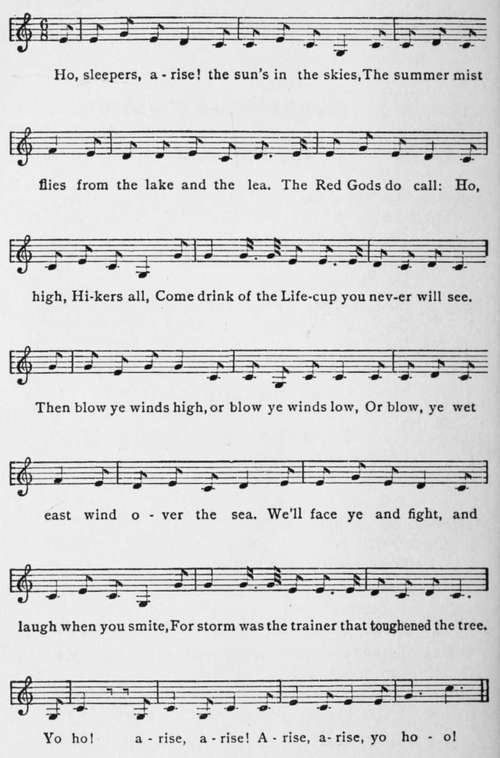 Ho, sleepers, a - rise! the sun's in the skies, The summer mist
flies from the lake and the lea. The Red Gods do call: Ho,
high, Hi-kers all, Come drink of the Life-cup you nev-er will see.
Then blow ye winds high, or blow ye winds low, Or blow, ye wet
east wind o - ver the sea. We'll face ye and fight, and
laugh when you smite, For storm was the trainer that toughened the tree.
Yo ho! a - rise, a - rise! A - rise, a- rise, yo ho - o!